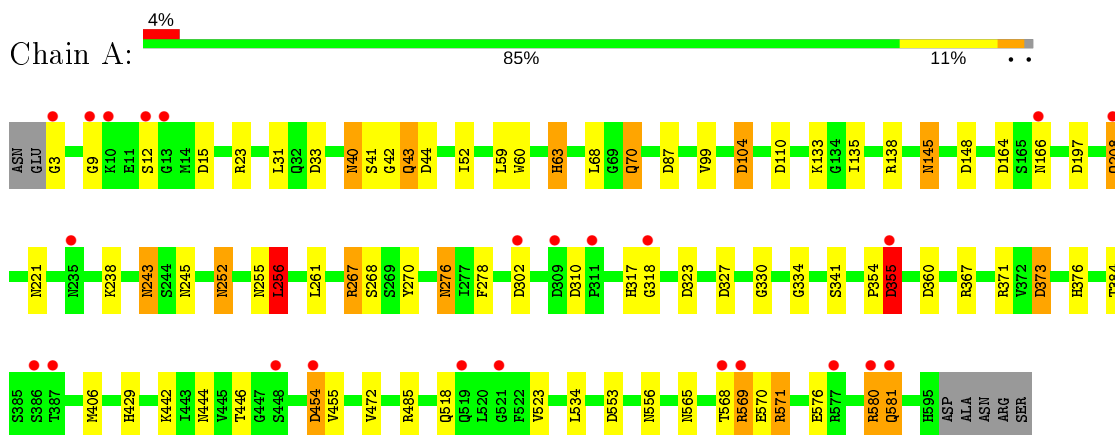 4%
Chain A:
85%
11%
ASN GLU G3 G9 K10 E11 S12 G13 M14 D15 R23 L31 Q32 D33 N40 S41 G42 Q43 D44 I52 L59 W60 H63 L68 G69 Q70 D87 V99 D104 D110 K133 G134 I135 R138 N145 D148 D164 S165 N166 D197 Q208
N221 N235 K238 N243 S244 N245 N252 N255 L256 L261 R267 S268 S269 Y270 N276 I277 F278 D302 D309 D310 P311 H317 G318 D323 D327 G330 G334 S341 P354 D355 D360 R367 R371 V372 D373 H376 T384
S385 S386 T387 M406 H429 K442 I443 N444 V445 T446 G447 S448 D454 V455 V472 R485 Q518 Q519 L520 G521 F522 V523 L534 D553 N556 N565 T568 R569 E570 R571 E576 R577 R580 Q581 H595 ASP ALA ASN ARG SER